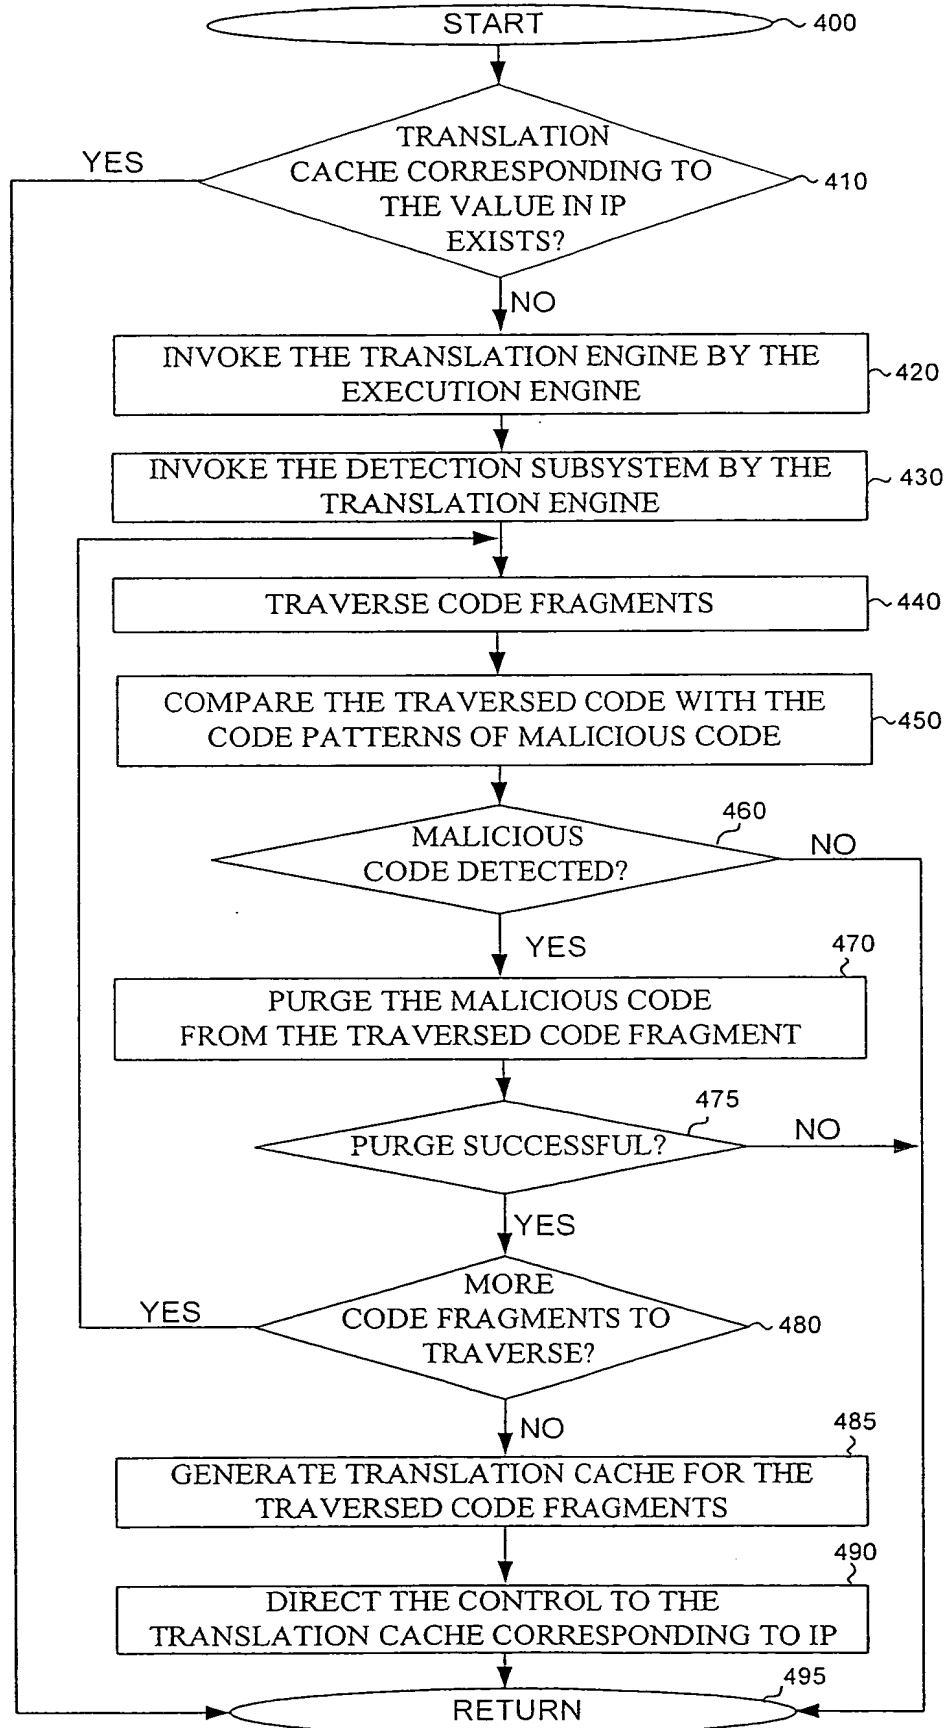 START
400
TRANSLATION
CACHE CORRESPONDING TO
THE VALUE IN IP
EXISTS?
YES
410
NO
INVOKE THE TRANSLATION ENGINE BY THE
EXECUTION ENGINE
420
INVOKE THE DETECTION SUBSYSTEM BY THE
TRANSLATION ENGINE
430
TRAVERSE CODE FRAGMENTS
440
COMPARE THE TRAVERSED CODE WITH THE
CODE PATTERNS OF MALICIOUS CODE
450
460
MALICIOUS
CODE DETECTED?
NO
YES
470
PURGE THE MALICIOUS CODE
FROM THE TRAVERSED CODE FRAGMENT
475
PURGE SUCCESSFUL?
NO
YES
MORE
CODE FRAGMENTS TO
TRAVERSE?
YES
480
NO
485
GENERATE TRANSLATION CACHE FOR THE
TRAVERSED CODE FRAGMENTS
490
DIRECT THE CONTROL TO THE
TRANSLATION CACHE CORRESPONDING TO IP
495
RETURN